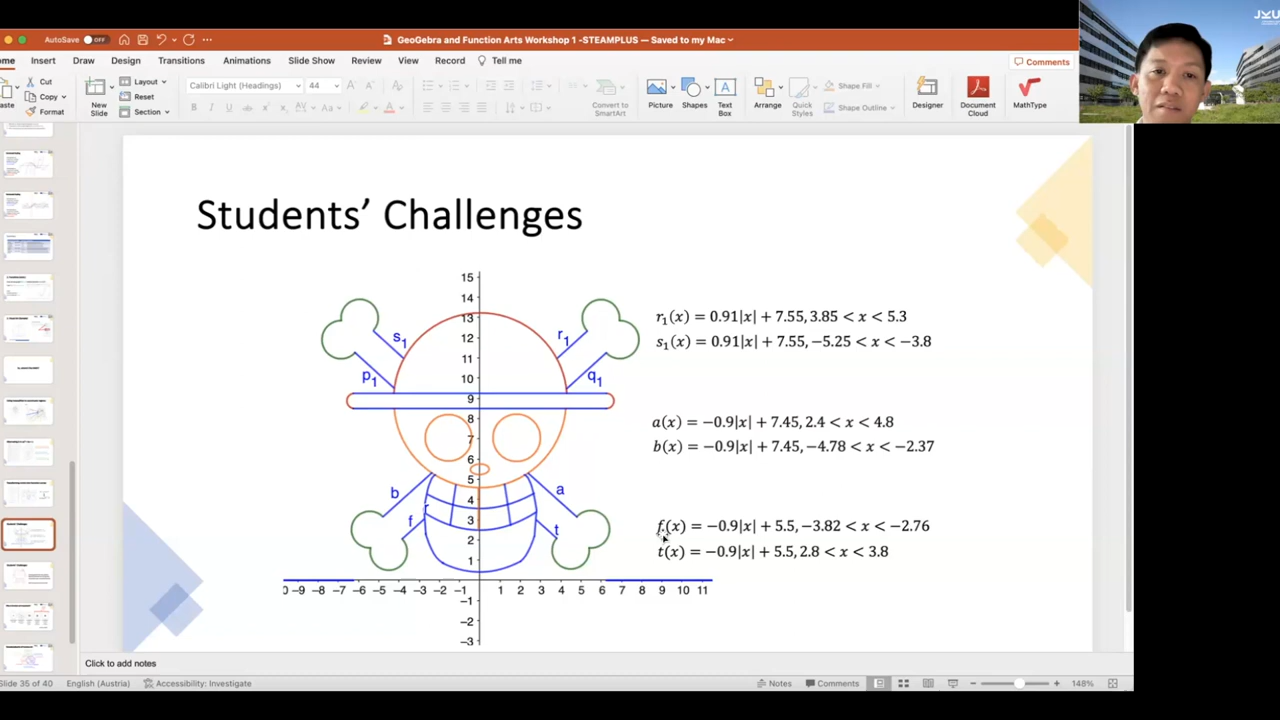 JYU
AutoSave OFF
GeoGebra and Function Arts Workshop 1 -STEAMPLUS — Saved to my Mac
ome Insert Draw Design Transitions Animations Slide Show Review View Record Tell me
Comments
Cut
Copy
Format
aste
New Slide
Layout
Reset
Section
Calibri Light (Headings) 44
Convert to SmartArt
Picture
Shapes
Text Box
Arrange
Quick Styles
Shape Fill
Shape Outline
Designer
Document Cloud
MathType
Students' Challenges
15
14
13
12
11
10
9
8
7
6
5
4
3
2
1
0 −9 −8 −7 −6 −5 −4 −3 −2 −1 1 2 3 4 5 6 7 8 9 10 11
−1
−2
−3
s₁
r₁
p₁
q₁
b
a
f
r
t
r₁(x) = 0.91|x| + 7.55, 3.85 < x < 5.3
s₁(x) = 0.91|x| + 7.55, −5.25 < x < −3.8
a(x) = −0.9|x| + 7.45, 2.4 < x < 4.8
b(x) = −0.9|x| + 7.45, −4.78 < x < −2.37
f(x) = −0.9|x| + 5.5, −3.82 < x < −2.76
t(x) = −0.9|x| + 5.5, 2.8 < x < 3.8
Click to add notes
Slide 35 of 40 English (Austria) Accessibility: Investigate
Notes Comments 148%